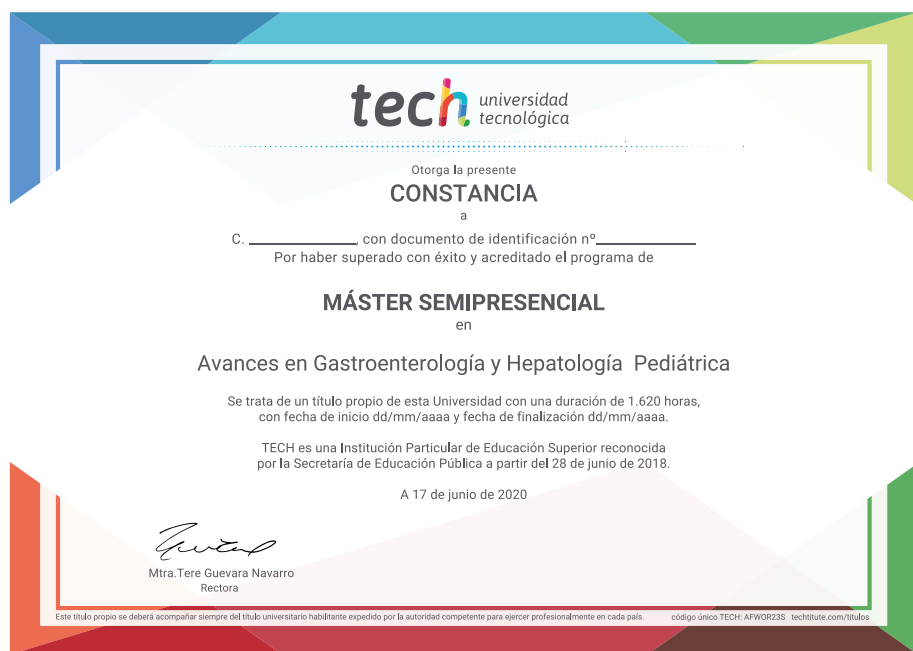 tech universidad
tecnológica
Otorga la presente
CONSTANCIA
a
C. ____________, con documento de identificación nº____________
Por haber superado con éxito y acreditado el programa de
MÁSTER SEMIPRESENCIAL
en
Avances en Gastroenterología y Hepatología Pediátrica
Se trata de un título propio de esta Universidad con una duración de 1.620 horas,
con fecha de inicio dd/mm/aaaa y fecha de finalización dd/mm/aaaa.
TECH es una Institución Particular de Educación Superior reconocida
por la Secretaría de Educación Pública a partir del 28 de junio de 2018.
A 17 de junio de 2020
Mtra.Tere Guevara Navarro
Rectora
Este título propio se deberá acompañar siempre del título universitario habilitante expedido por la autoridad competente para ejercer profesionalmente en cada país. código único TECH: AFWOR23S techtitute.com/titulos